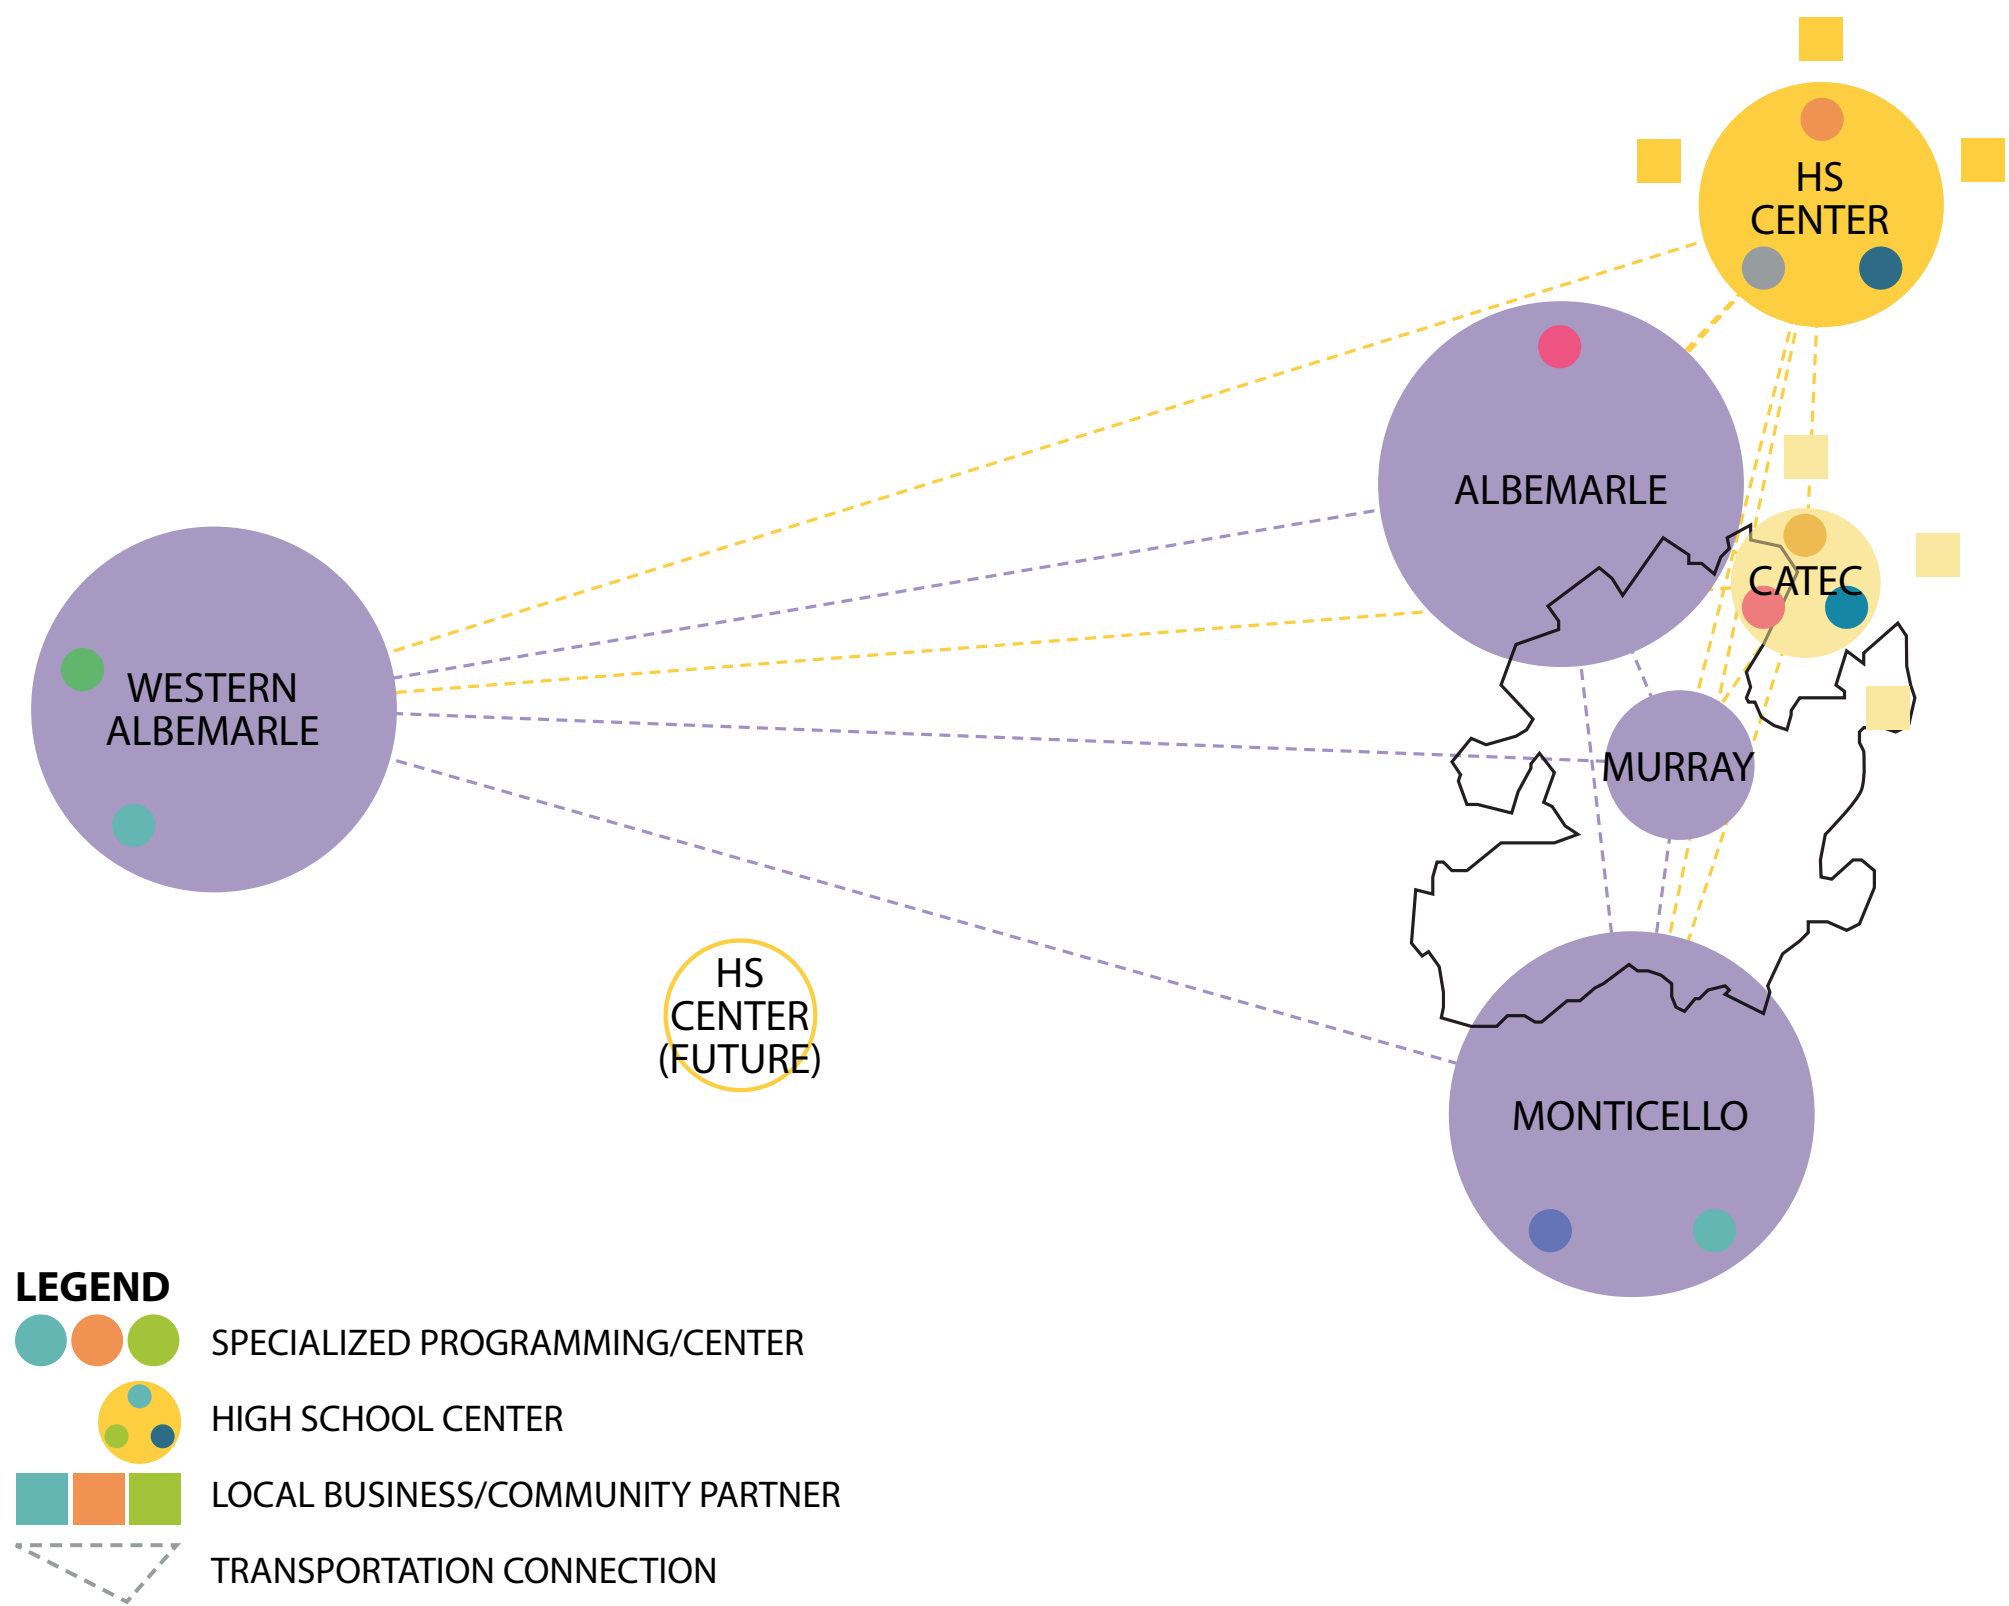 HS
CENTER
ALBEMARLE
CATEC
WESTERN
ALBEMARLE
MURRAY
HS
CENTER
(FUTURE)
MONTICELLO
LEGEND
SPECIALIZED PROGRAMMING/CENTER
HIGH SCHOOL CENTER
LOCAL BUSINESS/COMMUNITY PARTNER
TRANSPORTATION CONNECTION